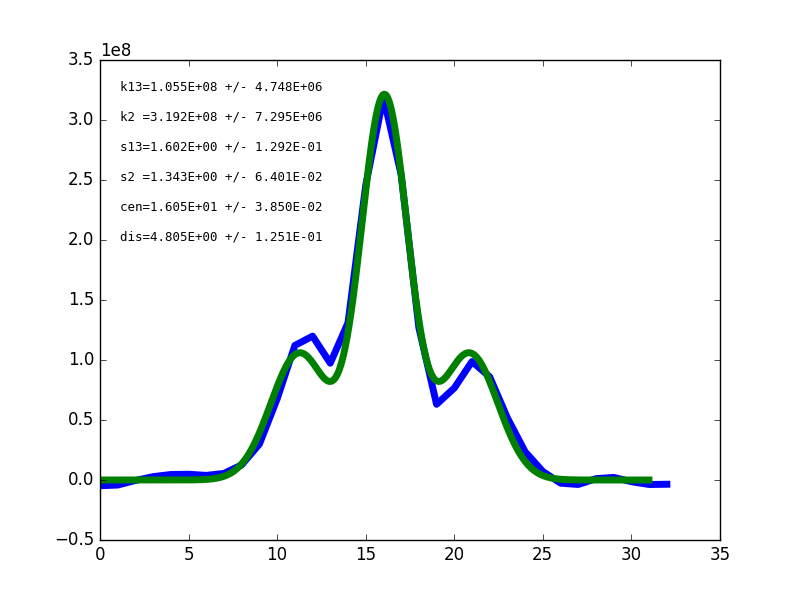 1e8
3.5
3.0
2.5
2.0
1.5
1.0
0.5
0.0
−0.5
k13=1.055E+08 +/- 4.748E+06
k2 =3.192E+08 +/- 7.295E+06
s13=1.602E+00 +/- 1.292E-01
s2 =1.343E+00 +/- 6.401E-02
cen=1.605E+01 +/- 3.850E-02
dis=4.805E+00 +/- 1.251E-01
0 5 10 15 20 25 30 35